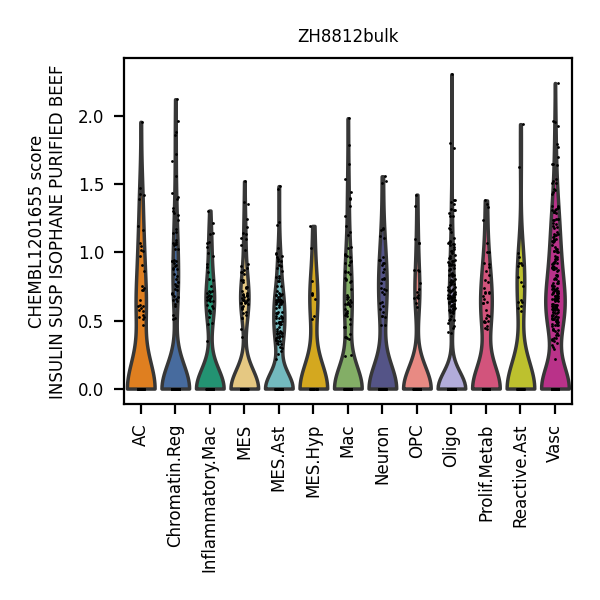 ZH8812bulk
CHEMBL1201655 score
INSULIN SUSP ISOPHANE PURIFIED BEEF
2.0
1.5
1.0
0.5
0.0
AC
Chromatin.Reg
Inflammatory.Mac
MES
MES.Ast
MES.Hyp
Mac
Neuron
OPC
Oligo
Prolif.Metab
Reactive.Ast
Vasc